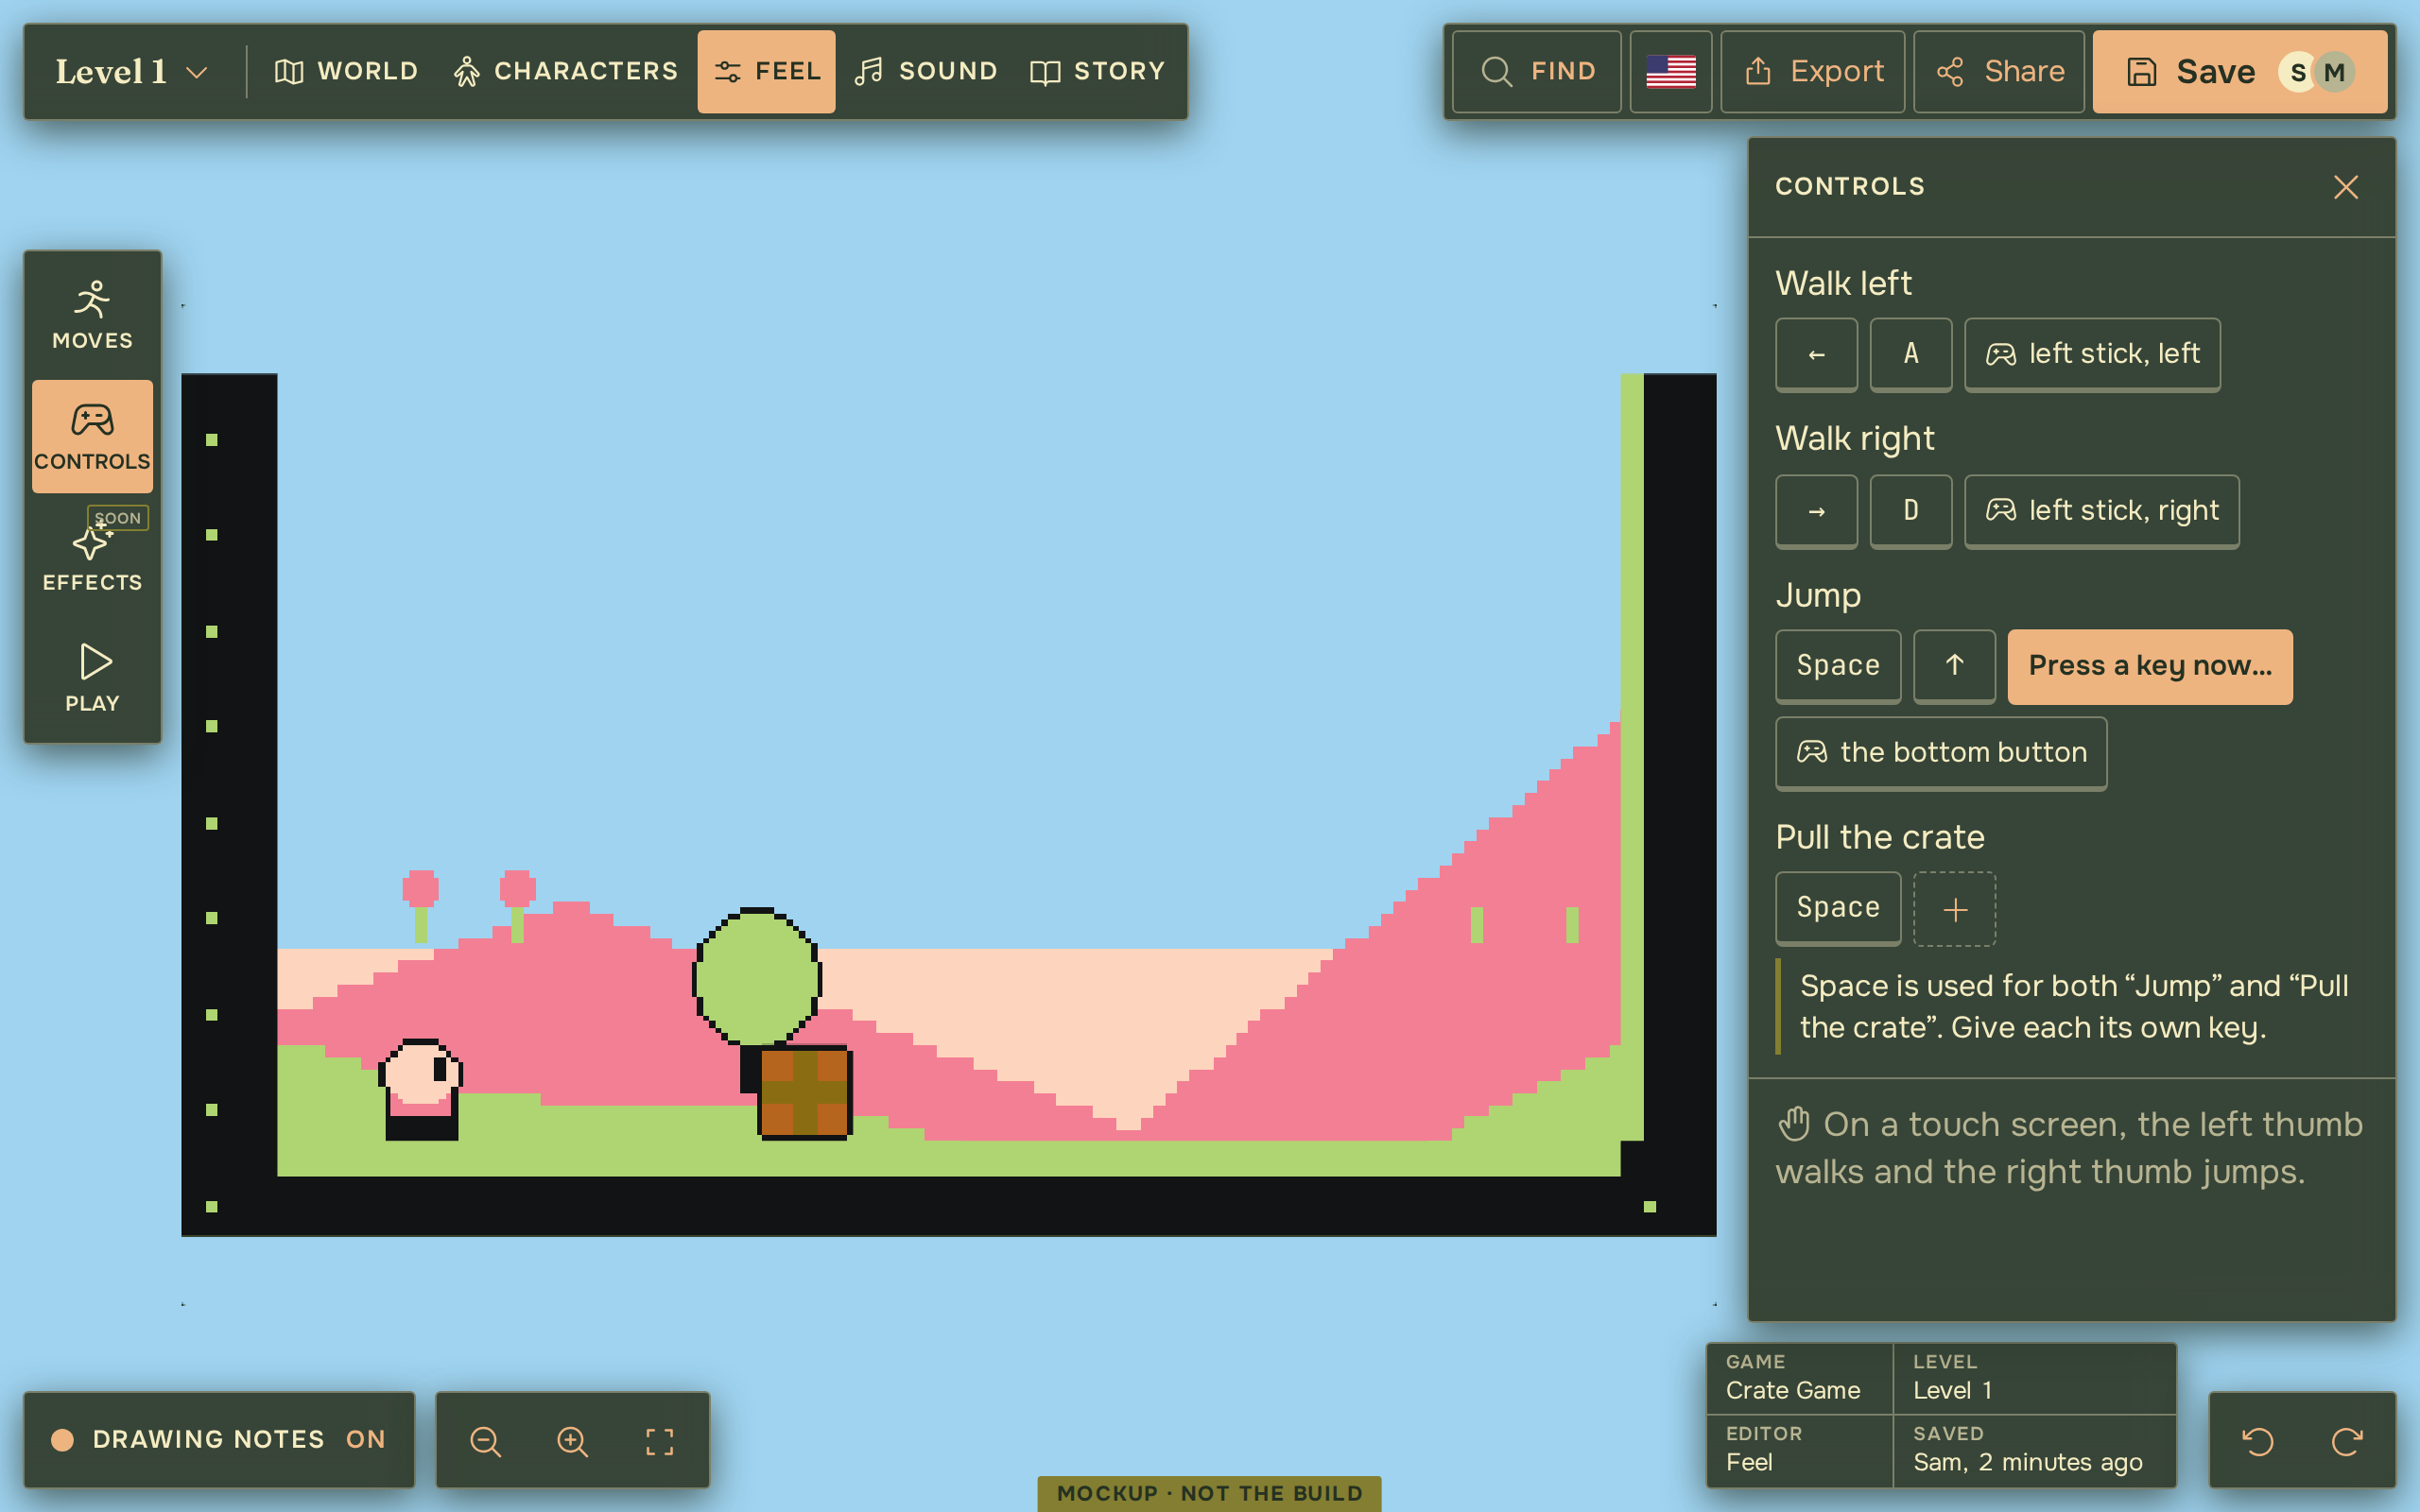 Level 1
WORLD
CHARACTERS
FEEL
SOUND
STORY
FIND
Export
Share
Save
S
M
MOVES
CONTROLS
SOON
EFFECTS
PLAY
CONTROLS
Walk left
←
A
left stick, left
Walk right
→
D
left stick, right
Jump
Space
↑
Press a key now...
the bottom button
Pull the crate
Space
+
Space is used for both “Jump” and “Pull
the crate”. Give each its own key.
On a touch screen, the left thumb
walks and the right thumb jumps.
DRAWING NOTES ON
GAME
Crate Game
LEVEL
Level 1
EDITOR
Feel
SAVED
Sam, 2 minutes ago
MOCKUP · NOT THE BUILD